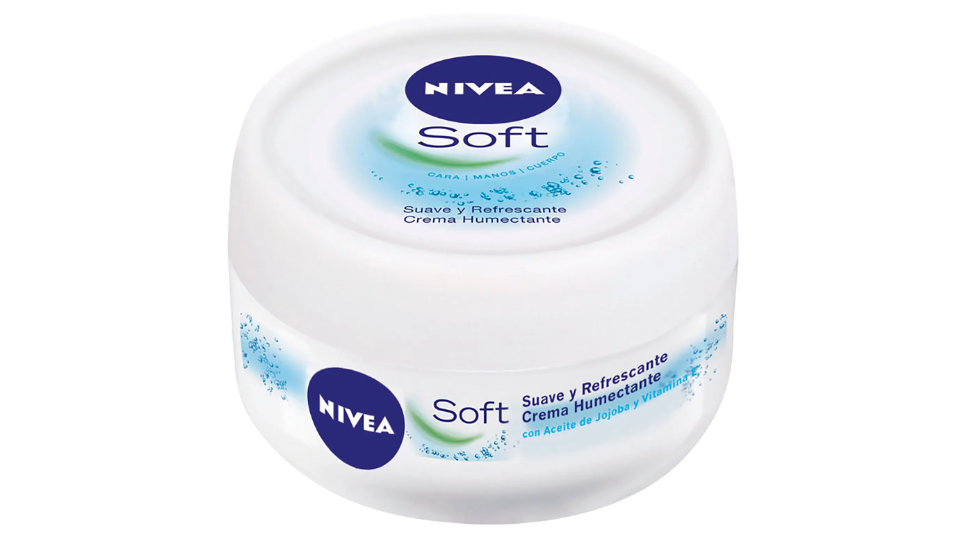 NIVEA
Soft
CARA | MANOS | CUERPO
Suave y Refrescante
Crema Humectante
NIVEA
Soft
Suave y Refrescante
Crema Humectante
con Aceite de Jojoba y Vitamina E